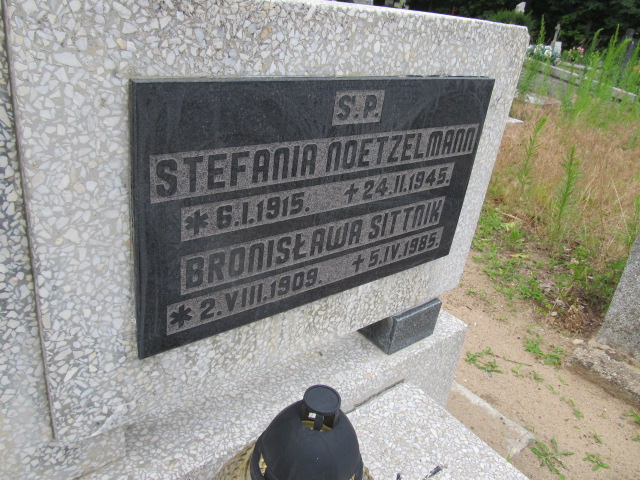 S.P.
STEFANIA NOETZELMANN
* 6.I.1915. + 24.II.1945.
BRONISŁAWA SITTNIK
* 2.VIII.1909. + 5.IV.1985.